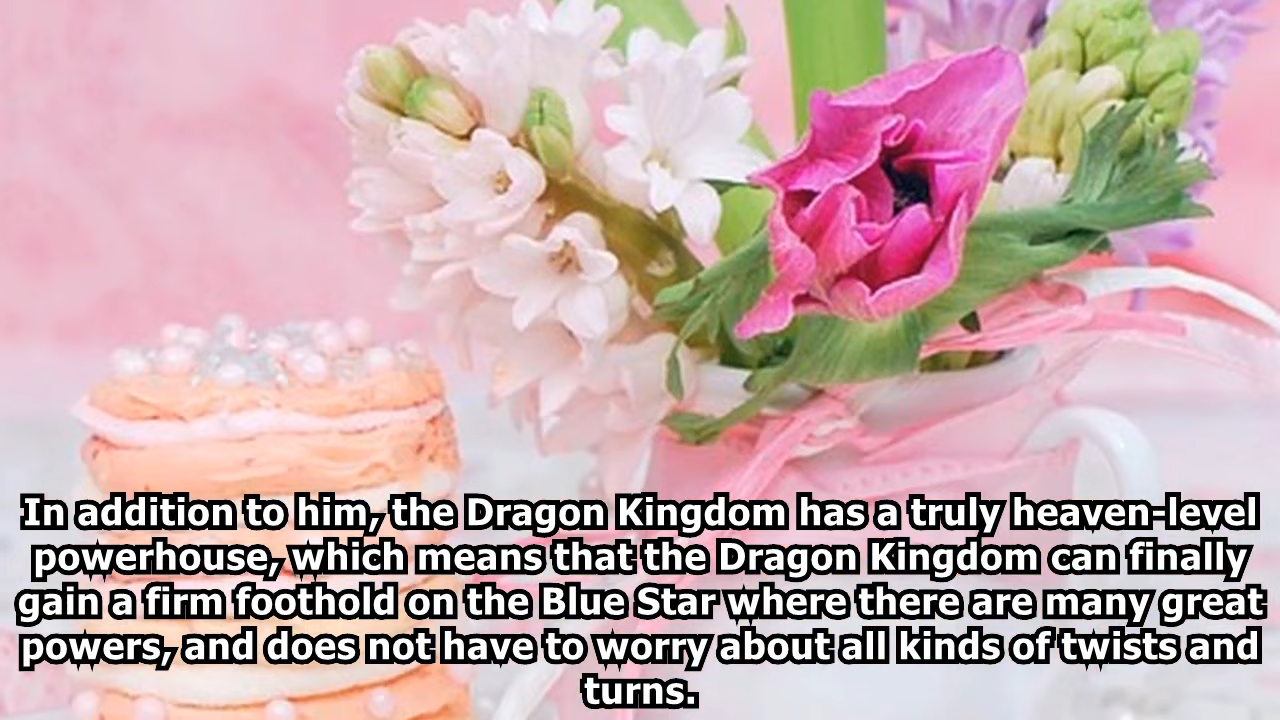 In addition to him, the Dragon Kingdom has a truly heaven-level
powerhouse, which means that the Dragon Kingdom can finally
gain a firm foothold on the Blue Star where there are many great
powers, and does not have to worry about all kinds of twists and
turns.